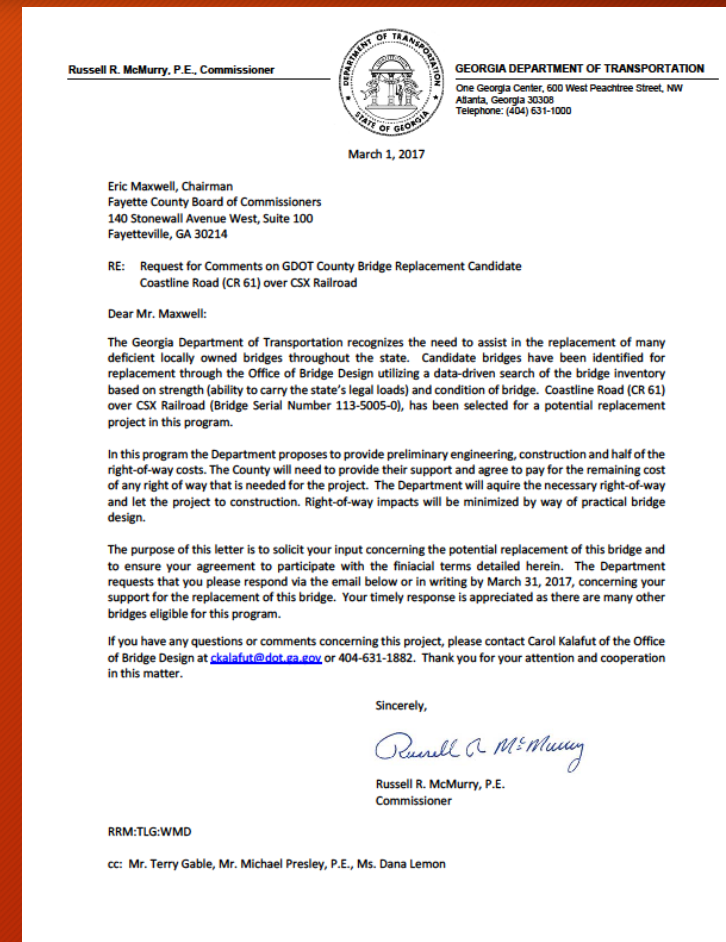 Russell R. McMurry, P.E., Commissioner
DEPARTMENT OF TRANSPORTATION
STATE OF GEORGIA
GEORGIA DEPARTMENT OF TRANSPORTATION
One Georgia Center, 600 West Peachtree Street, NW
Atlanta, Georgia 30308
Telephone: (404) 631-1000
March 1, 2017
Eric Maxwell, Chairman
Fayette County Board of Commissioners
140 Stonewall Avenue West, Suite 100
Fayetteville, GA 30214
RE: Request for Comments on GDOT County Bridge Replacement Candidate
Coastline Road (CR 61) over CSX Railroad
Dear Mr. Maxwell:
The Georgia Department of Transportation recognizes the need to assist in the replacement of many
deficient locally owned bridges throughout the state. Candidate bridges have been identified for
replacement through the Office of Bridge Design utilizing a data-driven search of the bridge inventory
based on strength (ability to carry the state's legal loads) and condition of bridge. Coastline Road (CR 61)
over CSX Railroad (Bridge Serial Number 113-5005-0), has been selected for a potential replacement
project in this program.
In this program the Department proposes to provide preliminary engineering, construction and half of the
right-of-way costs. The County will need to provide their support and agree to pay for the remaining cost
of any right of way that is needed for the project. The Department will aquire the necessary right-of-way
and let the project to construction. Right-of-way impacts will be minimized by way of practical bridge
design.
The purpose of this letter is to solicit your input concerning the potential replacement of this bridge and
to ensure your agreement to participate with the finiacial terms detailed herein. The Department
requests that you please respond via the email below or in writing by March 31, 2017, concerning your
support for the replacement of this bridge. Your timely response is appreciated as there are many other
bridges eligible for this program.
If you have any questions or comments concerning this project, please contact Carol Kalafut of the Office
of Bridge Design at ckalafut@dot.ga.gov or 404-631-1882. Thank you for your attention and cooperation
in this matter.
Sincerely,
Russell R McMurry
Russell R. McMurry, P.E.
Commissioner
RRM:TLG:WMD
cc: Mr. Terry Gable, Mr. Michael Presley, P.E., Ms. Dana Lemon